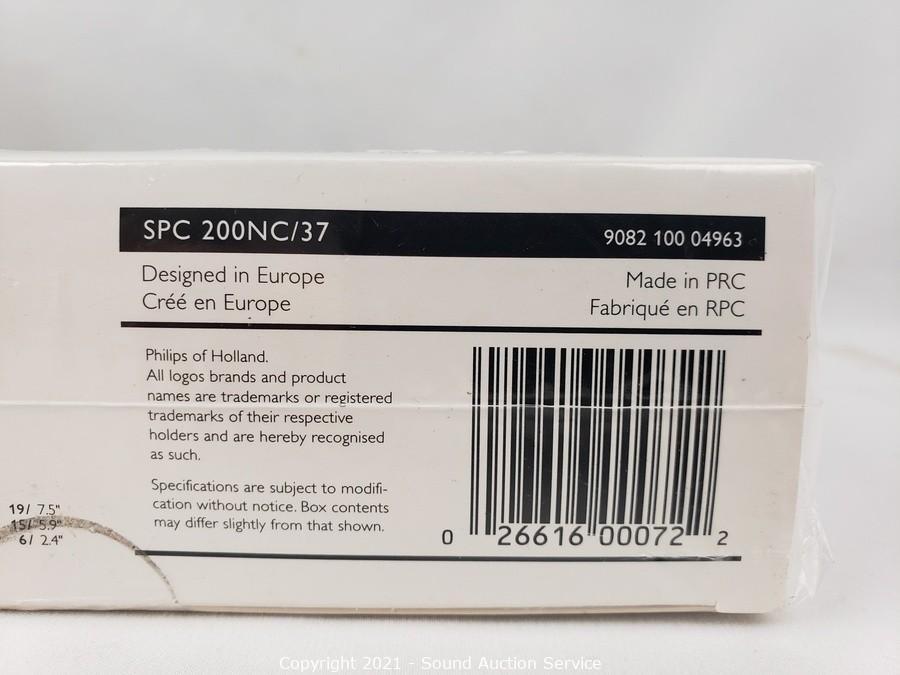 SPC 200NC/37
9082 100 04963
Designed in Europe
Créé en Europe
Made in PRC
Fabriqué en RPC
Philips of Holland.
All logos brands and product
names are trademarks or registered
trademarks of their respective
holders and are hereby recognised
as such.
Specifications are subject to modifi-
cation without notice. Box contents
may differ slightly from that shown.
19/ 7.5"
15/ 5.9"
6/ 2.4"
0 26616 00072 2
Copyright 2021 - Sound Auction Service